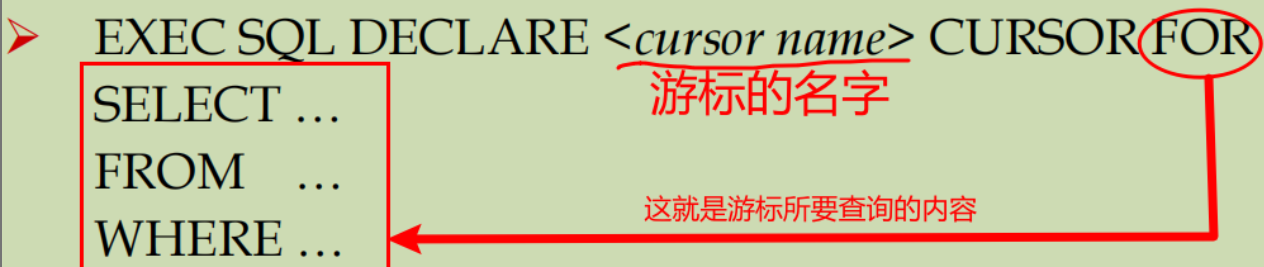 ➢ EXEC SQL DECLARE <cursor name> CURSOR FOR
游标的名字
SELECT …
FROM …
这就是游标所要查询的内容
WHERE …